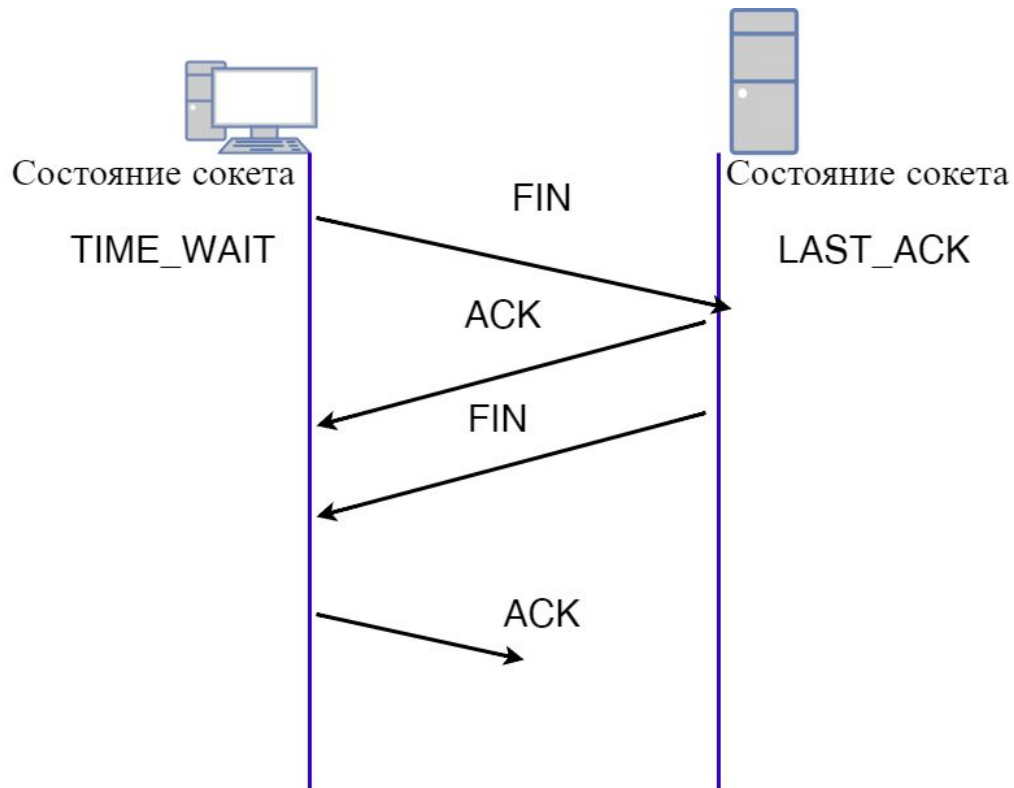 Состояние сокета
Состояние сокета
FIN
TIME_WAIT
LAST_ACK
ACK
FIN
ACK